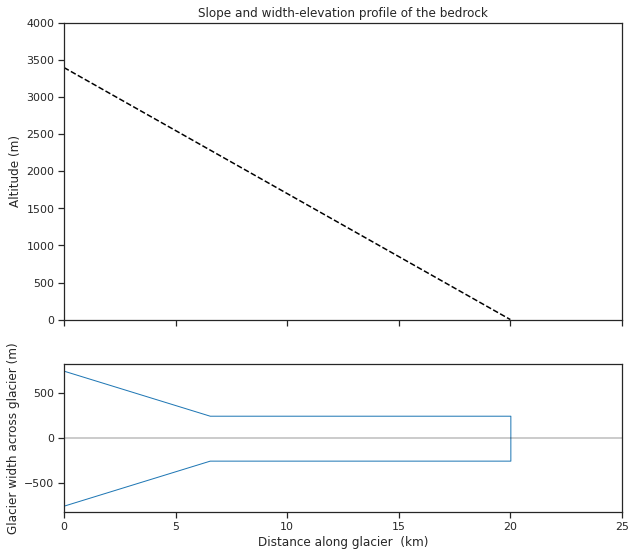 Slope and width-elevation profile of the bedrock
4000
3500
3000
2500
2000
1500
1000
500
0
Altitude (m)
500
0
−500
Glacier width across glacier (m)
0 5 10 15 20 25
Distance along glacier (km)